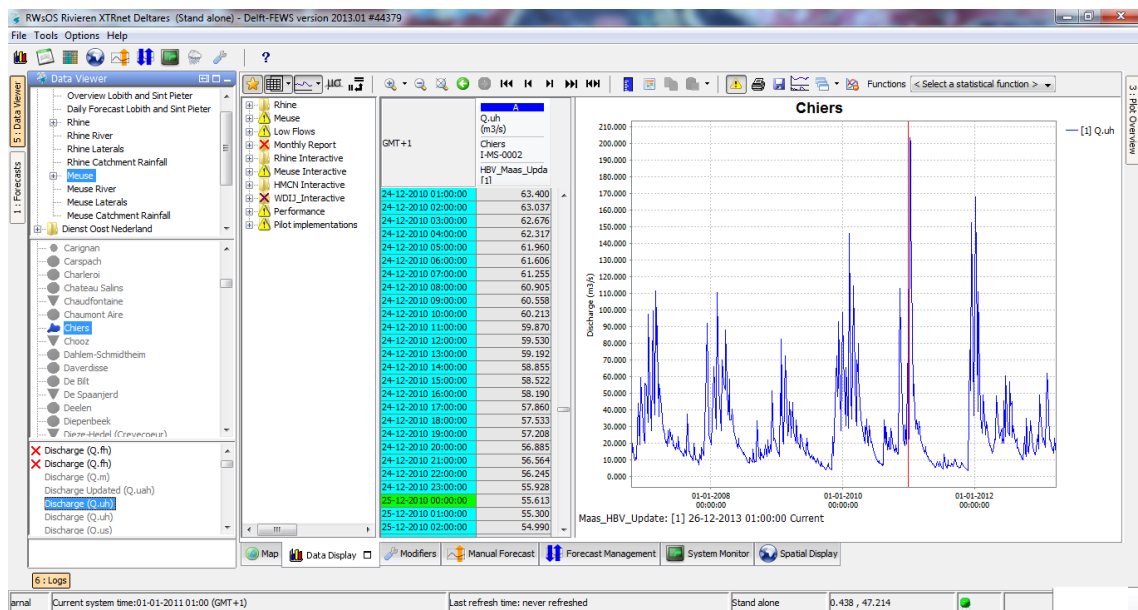 RWsOS Rivieren XTRnet Deltares (Stand alone) - Delft-FEWS version 2013.01 #44379
File Tools Options Help
?
5 : Data Viewer
1 : Forecasts
Data Viewer
Overview Lobith and Sint Pieter
Daily Forecast Lobith and Sint Pieter
Rhine
Rhine River
Rhine Laterals
Rhine Catchment Rainfall
Meuse
Meuse River
Meuse Laterals
Meuse Catchment Rainfall
Dienst Oost Nederland
Carignan
Carspach
Charleroi
Chateau Salins
Chaudfontaine
Chaumont Aire
Chiers
Chooz
Dahlem-Schmidtheim
Daverdisse
De Bilt
De Spaanjerd
Deelen
Diepenbeek
Dieze-Hedel (Crevecoeur)
Discharge (Q.fh)
Discharge (Q.fh)
Discharge (Q.m)
Discharge Updated (Q.uah)
Discharge (Q.uh)
Discharge (Q.uh)
Discharge (Q.us)
μσ
Functions < Select a statistical function >
Rhine
Meuse
Low Flows
Monthly Report
Rhine Interactive
Meuse Interactive
HMCN Interactive
WDIJ_Interactive
Performance
Pilot implementations
GMT+1
A
Q.uh
(m3/s)
Chiers
I-MS-0002
HBV_Maas_Upda
[1]
24-12-2010 01:00:00 63.400
24-12-2010 02:00:00 63.037
24-12-2010 03:00:00 62.676
24-12-2010 04:00:00 62.317
24-12-2010 05:00:00 61.960
24-12-2010 06:00:00 61.606
24-12-2010 07:00:00 61.255
24-12-2010 08:00:00 60.905
24-12-2010 09:00:00 60.558
24-12-2010 10:00:00 60.213
24-12-2010 11:00:00 59.870
24-12-2010 12:00:00 59.530
24-12-2010 13:00:00 59.192
24-12-2010 14:00:00 58.855
24-12-2010 15:00:00 58.522
24-12-2010 16:00:00 58.190
24-12-2010 17:00:00 57.860
24-12-2010 18:00:00 57.533
24-12-2010 19:00:00 57.208
24-12-2010 20:00:00 56.885
24-12-2010 21:00:00 56.564
24-12-2010 22:00:00 56.245
24-12-2010 23:00:00 55.928
25-12-2010 00:00:00 55.613
25-12-2010 01:00:00 55.300
25-12-2010 02:00:00 54.990
Chiers
[1] Q.uh
Discharge (m3/s)
210.000
200.000
190.000
180.000
170.000
160.000
150.000
140.000
130.000
120.000
110.000
100.000
90.000
80.000
70.000
60.000
50.000
40.000
30.000
20.000
10.000
0.000
01-01-2008 01-01-2010 01-01-2012
00:00:00 00:00:00 00:00:00
Maas_HBV_Update: [1] 26-12-2013 01:00:00 Current
3 : Plot Overview
Map Data Display Modifiers Manual Forecast Forecast Management System Monitor Spatial Display
6 : Logs
arnal Current system time:01-01-2011 01:00 (GMT+1) Last refresh time: never refreshed Stand alone 0.438 , 47.214